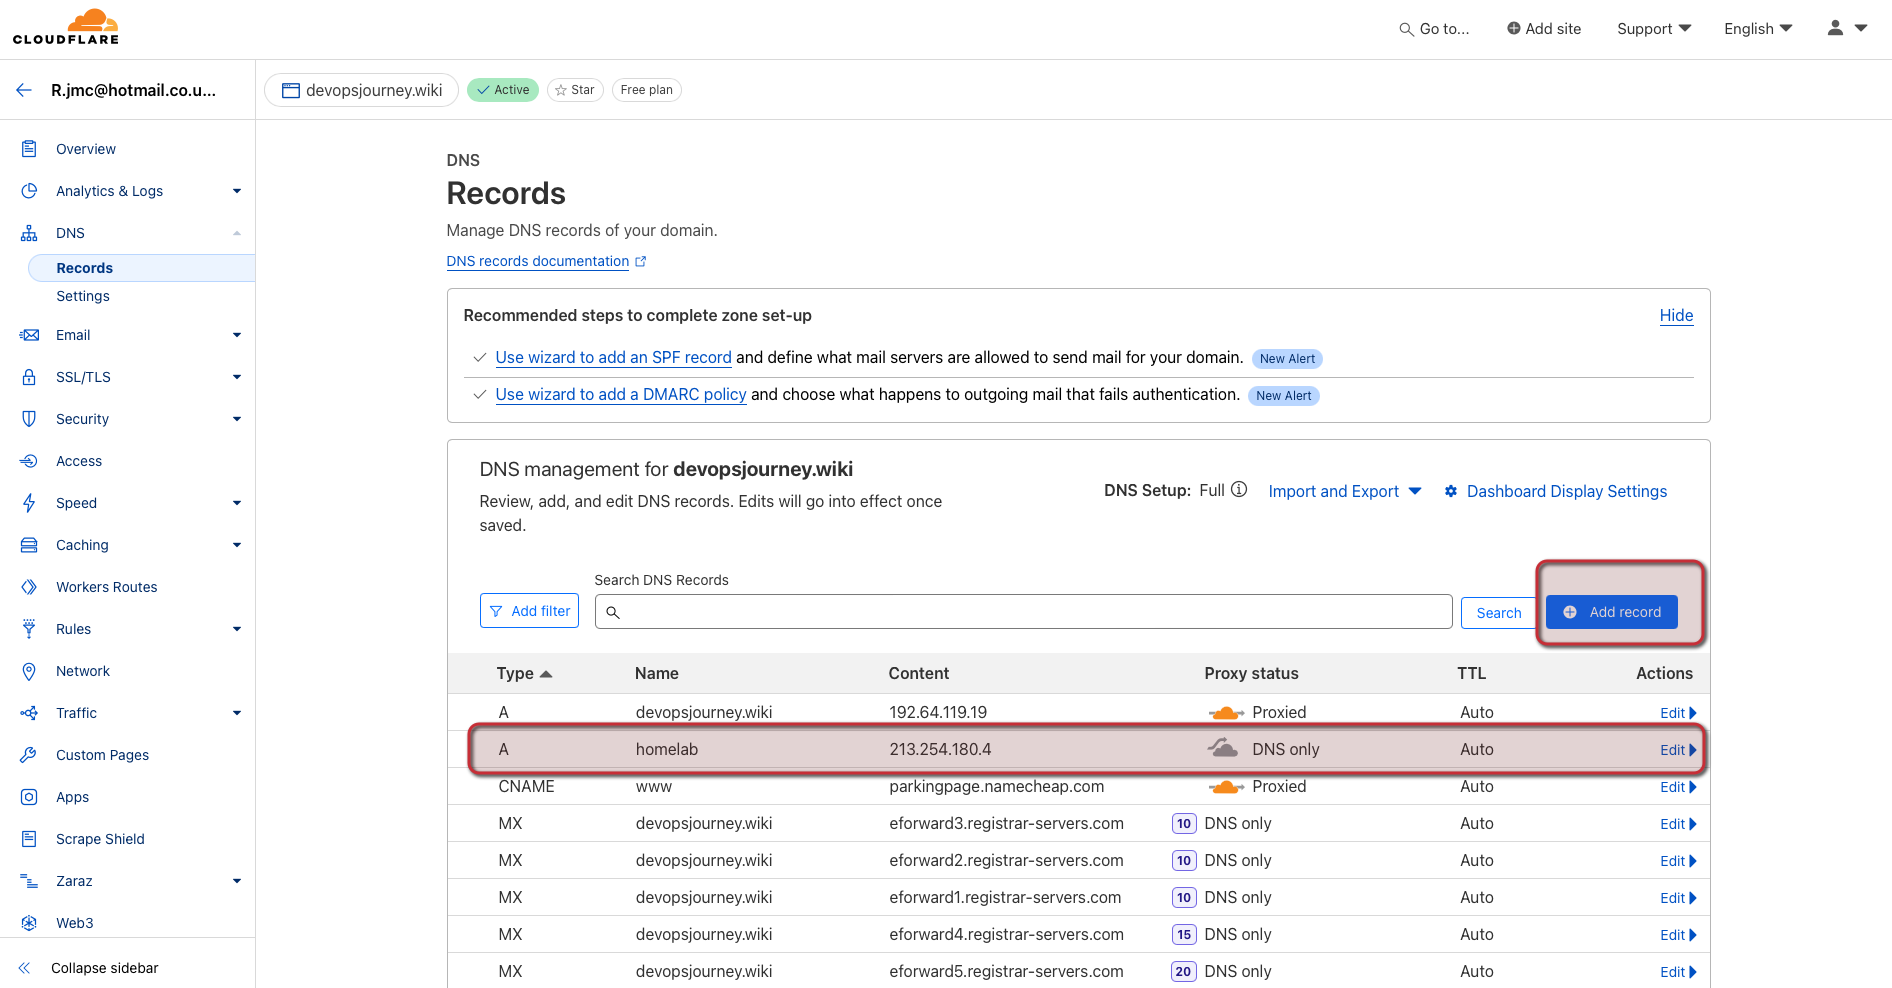 CLOUDFLARE
Go to...
Add site
Support
English
R.jmc@hotmail.co.u...
devopsjourney.wiki
Active
Star
Free plan
Overview
Analytics & Logs
DNS
Records
Settings
Email
SSL/TLS
Security
Access
Speed
Caching
Workers Routes
Rules
Network
Traffic
Custom Pages
Apps
Scrape Shield
Zaraz
Web3
Collapse sidebar
DNS
Records
Manage DNS records of your domain.
DNS records documentation
Recommended steps to complete zone set-up
Hide
Use wizard to add an SPF record and define what mail servers are allowed to send mail for your domain. New Alert
Use wizard to add a DMARC policy and choose what happens to outgoing mail that fails authentication. New Alert
DNS management for devopsjourney.wiki
Review, add, and edit DNS records. Edits will go into effect once
saved.
DNS Setup: Full
Import and Export
Dashboard Display Settings
Search DNS Records
Add filter
Search
Add record
Type Name Content Proxy status TTL Actions
A devopsjourney.wiki 192.64.119.19 Proxied Auto Edit
A homelab 213.254.180.4 DNS only Auto Edit
CNAME www parkingpage.namecheap.com Proxied Auto Edit
MX devopsjourney.wiki eforward3.registrar-servers.com 10 DNS only Auto Edit
MX devopsjourney.wiki eforward2.registrar-servers.com 10 DNS only Auto Edit
MX devopsjourney.wiki eforward1.registrar-servers.com 10 DNS only Auto Edit
MX devopsjourney.wiki eforward4.registrar-servers.com 15 DNS only Auto Edit
MX devopsjourney.wiki eforward5.registrar-servers.com 20 DNS only Auto Edit